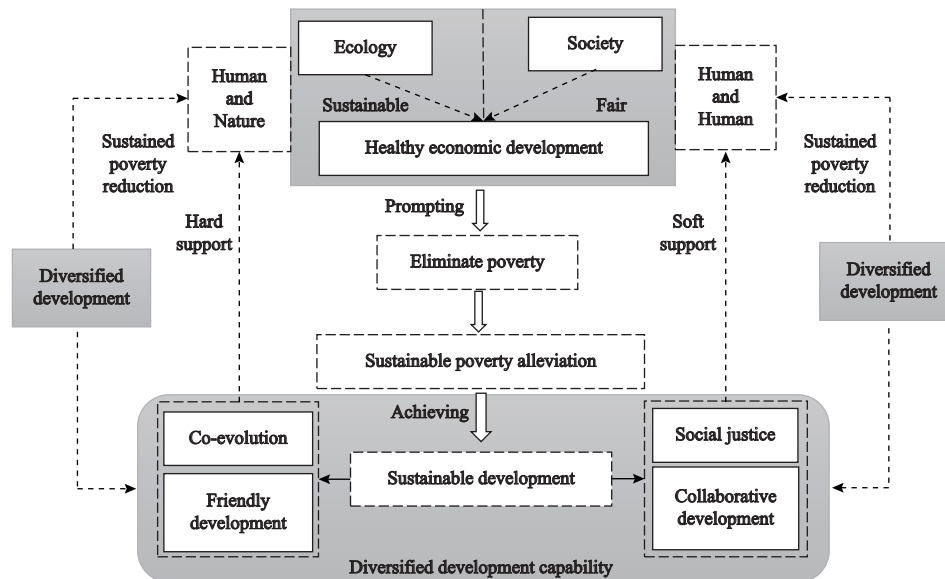 Ecology
Society
Human
and
Nature
Human
and
Human
Sustainable
Fair
Healthy economic development
Sustained
poverty
reduction
Sustained
poverty
reduction
Prompting
Hard
support
Soft
support
Eliminate poverty
Diversified
development
Diversified
development
Sustainable poverty alleviation
Achieving
Co-evolution
Social justice
Sustainable development
Friendly
development
Collaborative
development
Diversified development capability